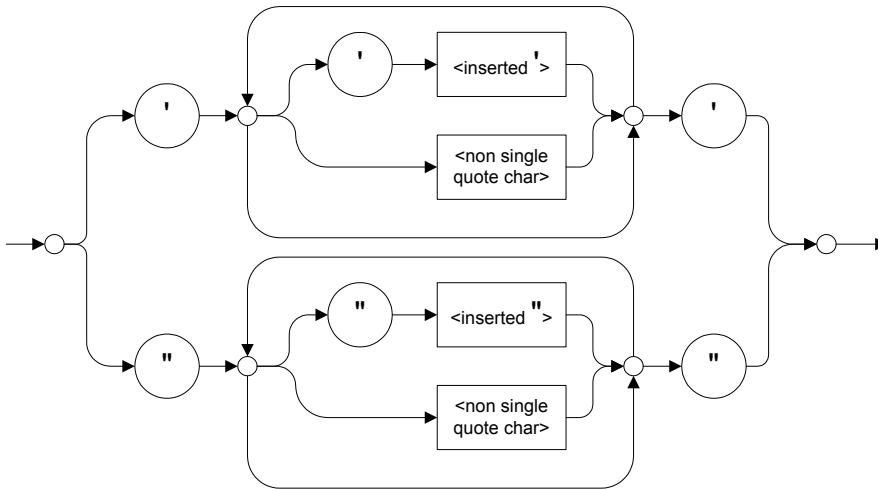 '
<inserted '>
'
'
<non single
quote char>
"
<inserted ">
"
"
<non single
quote char>